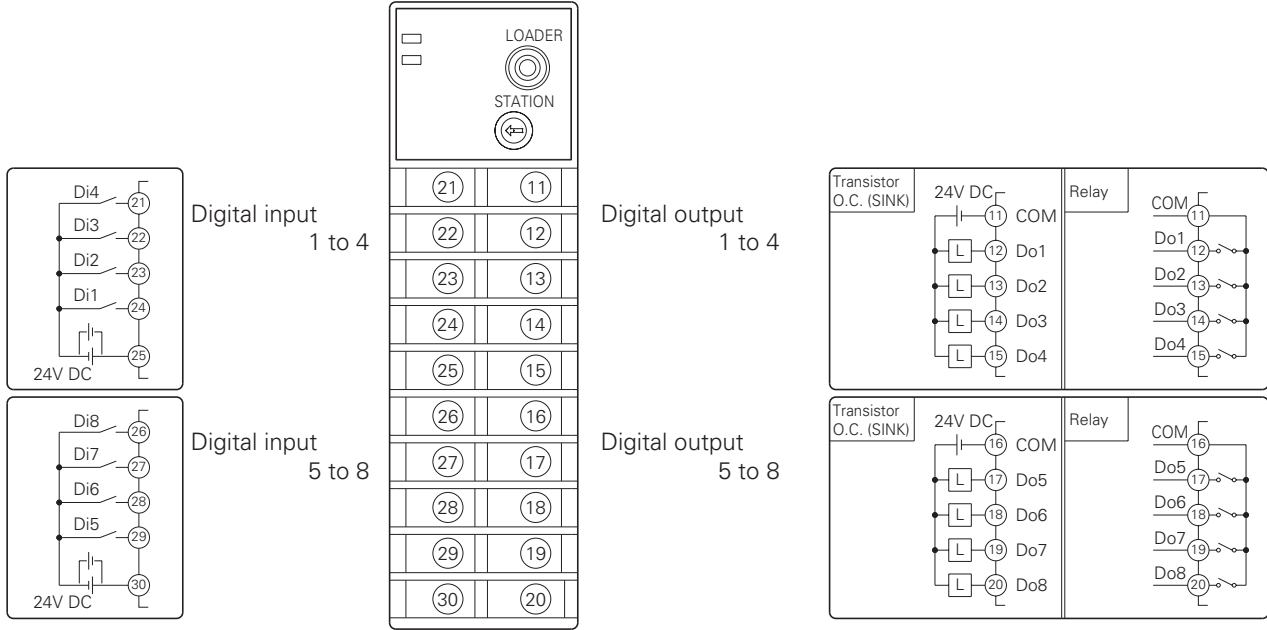 LOADER
STATION
Di4
21
Di3
22
Di2
23
Di1
24
25
24V DC
Digital input
1 to 4
Di8
26
Di7
27
Di6
28
Di5
29
30
24V DC
Digital input
5 to 8
21 11
22 12
23 13
24 14
25 15
26 16
27 17
28 18
29 19
30 20
Digital output
1 to 4
Transistor
O.C. (SINK)
24V DC
11 COM
L 12 Do1
L 13 Do2
L 14 Do3
L 15 Do4
Relay
COM 11
Do1 12
Do2 13
Do3 14
Do4 15
Digital output
5 to 8
Transistor
O.C. (SINK)
24V DC
16 COM
L 17 Do5
L 18 Do6
L 19 Do7
L 20 Do8
Relay
COM 16
Do5 17
Do6 18
Do7 19
Do8 20